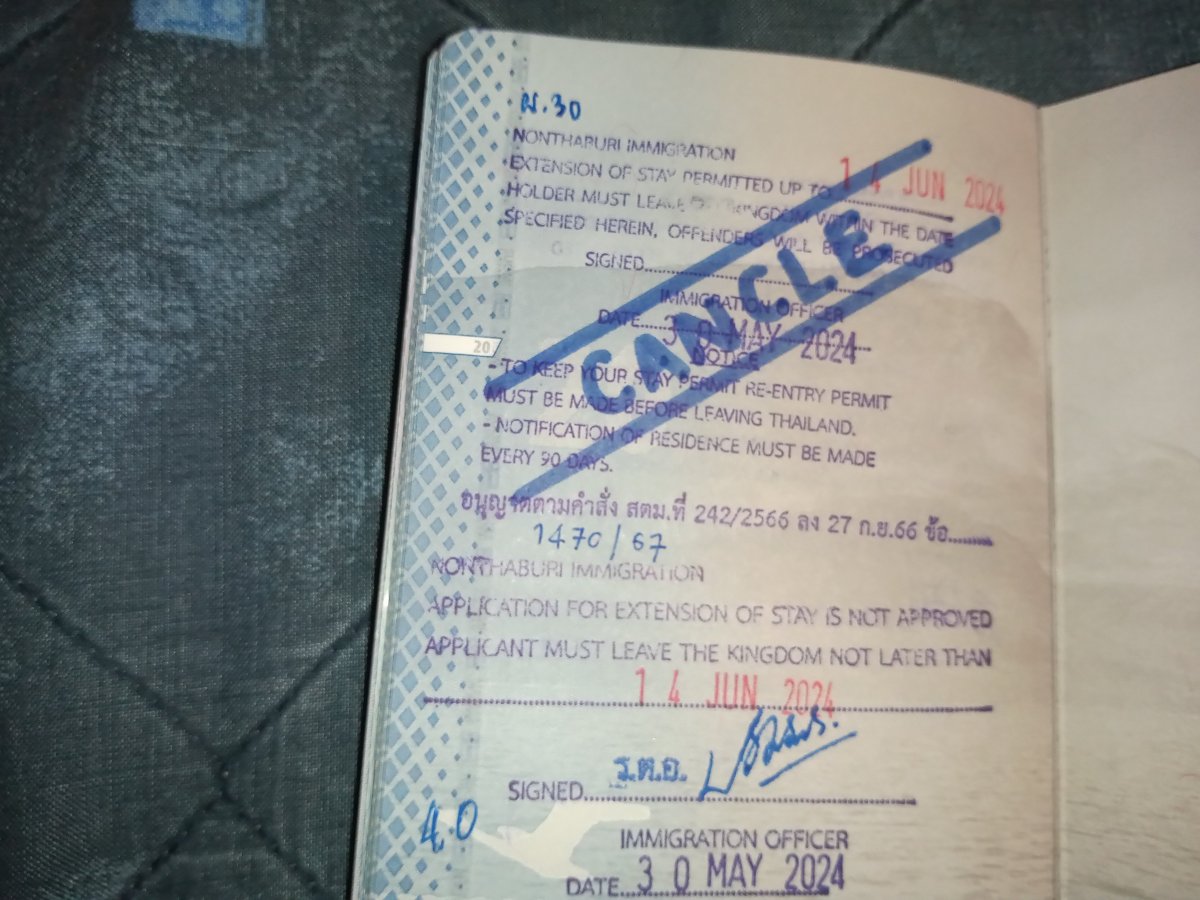 ม.30
NONTHABURI IMMIGRATION
EXTENSION OF STAY PERMITTED UP TO 14 JUN 2024
HOLDER MUST LEAVE KINGDOM WITHIN THE DATE
SPECIFIED HEREIN, OFFENDERS WILL BE PROSECUTED
SIGNED
IMMIGRATION OFFICER
DATE 30 MAY 2024
NOTICE
CANCLE
20
- TO KEEP YOUR STAY PERMIT RE-ENTRY PERMIT
MUST BE MADE BEFORE LEAVING THAILAND.
- NOTIFICATION OF RESIDENCE MUST BE MADE
EVERY 90 DAYS.
อนุญาตตามคำสั่ง สตม.ที่ 242/2566 ลง 27 ก.ย.66 ข้อ
1470/67
NONTHABURI IMMIGRATION
APPLICATION FOR EXTENSION OF STAY IS NOT APPROVED
APPLICANT MUST LEAVE THE KINGDOM NOT LATER THAN
14 JUN 2024
SIGNED ร.ต.อ.
4.0
IMMIGRATION OFFICER
DATE 30 MAY 2024